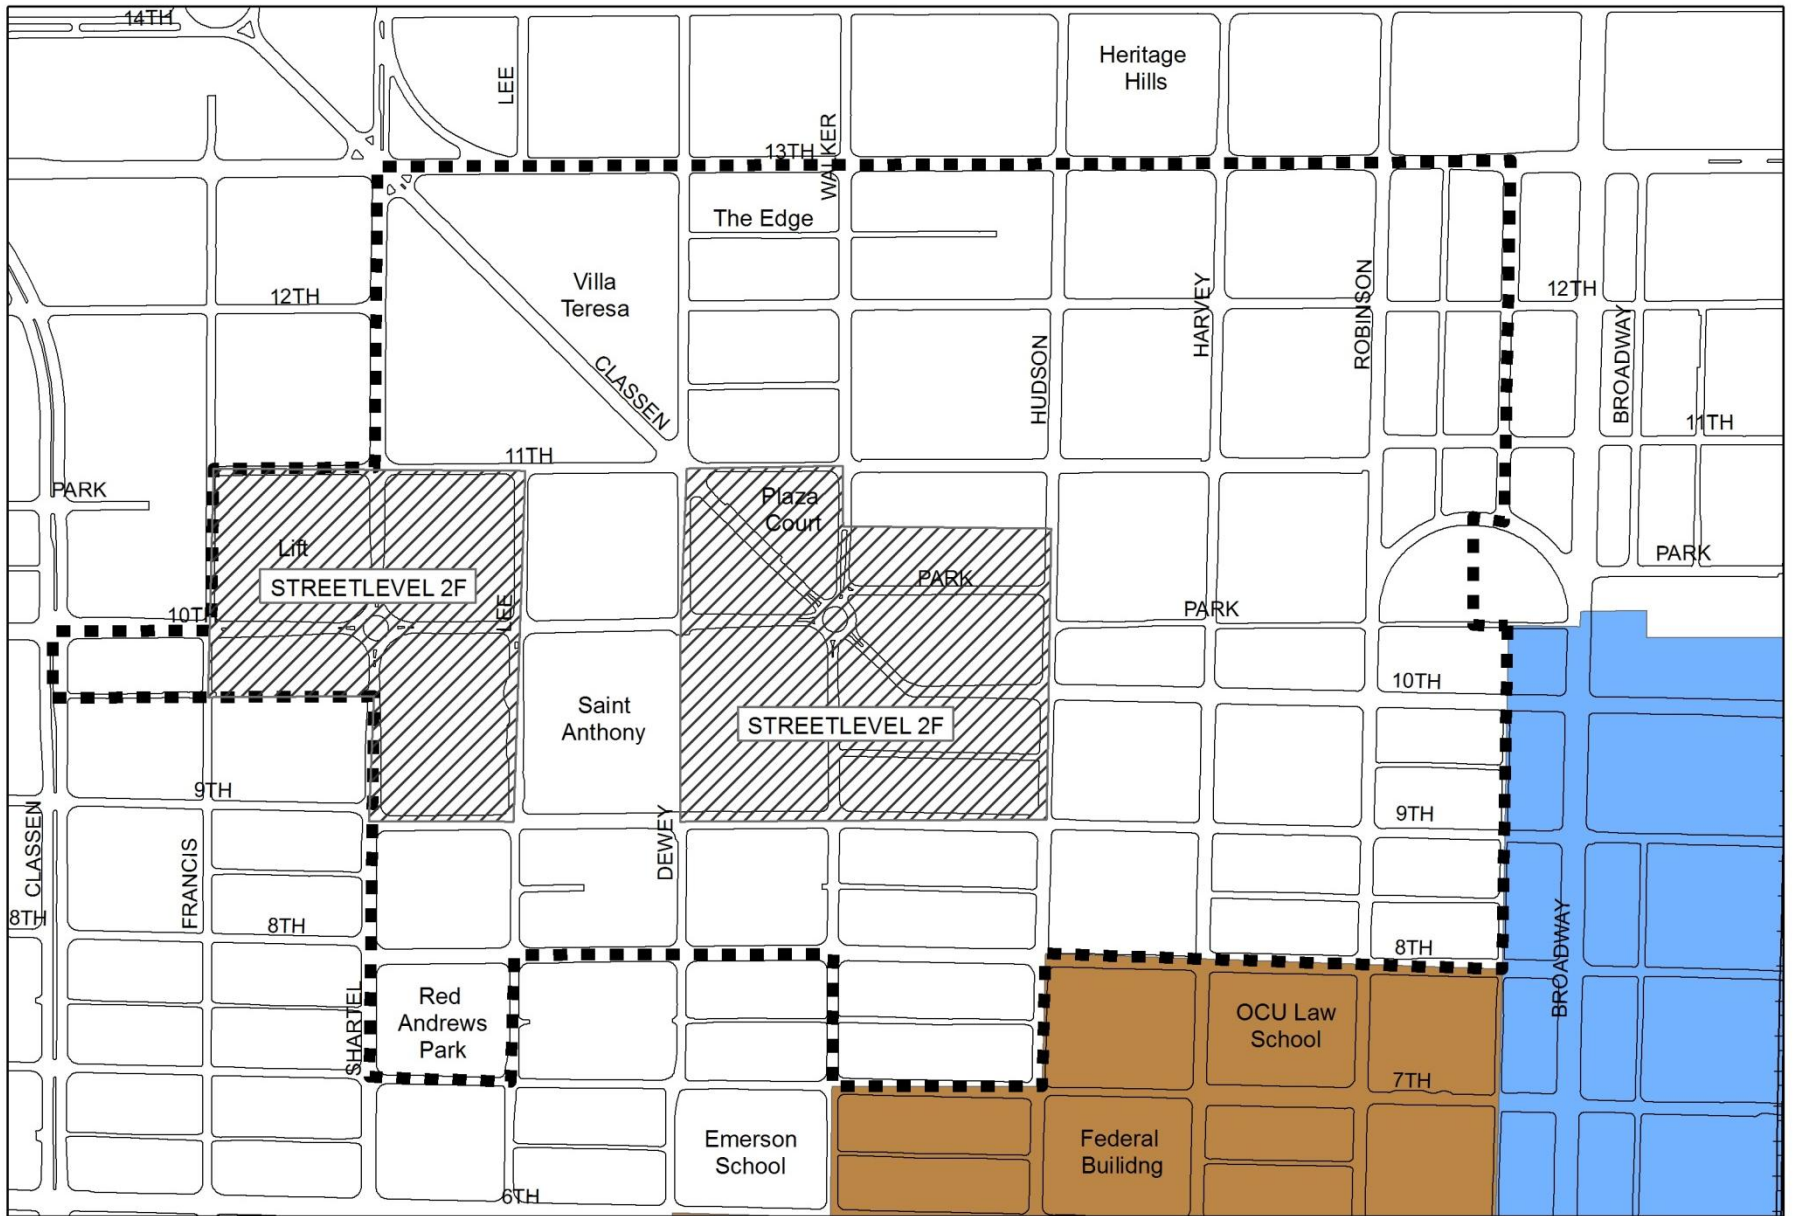 14TH
LEE
Heritage
Hills
13TH
WALKER
The Edge
Villa
Teresa
12TH
12TH
HARVEY
ROBINSON
HUDSON
BROADWAY
CLASSEN
11TH
11TH
PARK
Plaza
Court
Lift
STREETLEVEL 2F
PARK
PARK
PARK
10T
LEE
10TH
Saint
Anthony
STREETLEVEL 2F
9TH
9TH
CLASSEN
FRANCIS
DEWEY
8TH
8TH
8TH
BROADWAY
SHARTEL
Red
Andrews
Park
OCU Law
School
7TH
Emerson
School
Federal
Builidng
6TH